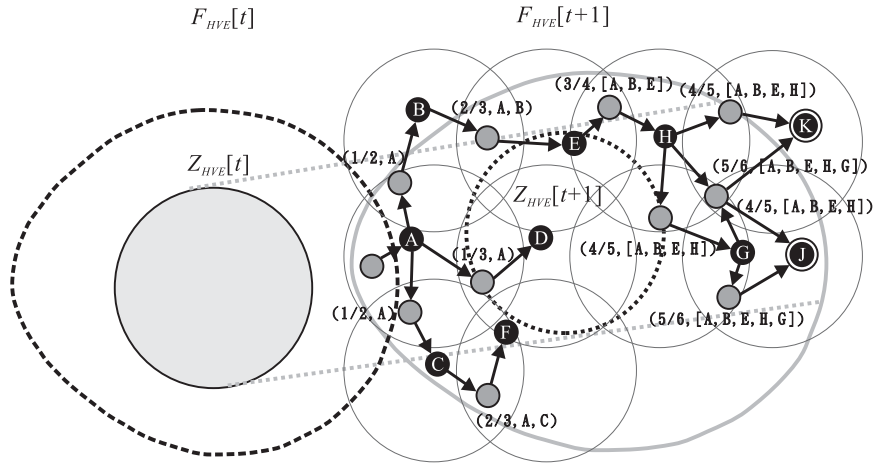 F_HVE[t]
F_HVE[t+1]
(3/4, [A, B, E])
(4/5, [A, B, E, H])
B
(2/3, A, B)
E
H
K
(1/2, A)
Z_HVE[t]
(5/6, [A, B, E, H, G])
Z_HVE[t+1]
(4/5, [A, B, E, H])
A
D
(1/3, A)
(4/5, [A, B, E, H])
G
J
(1/2, A)
(5/6, [A, B, E, H, G])
F
C
(2/3, A, C)